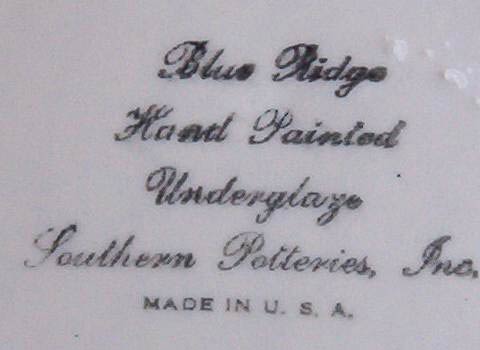 Blue Ridge
Hand Painted
Underglaze
Southern Potteries, Inc.
MADE IN U. S. A.